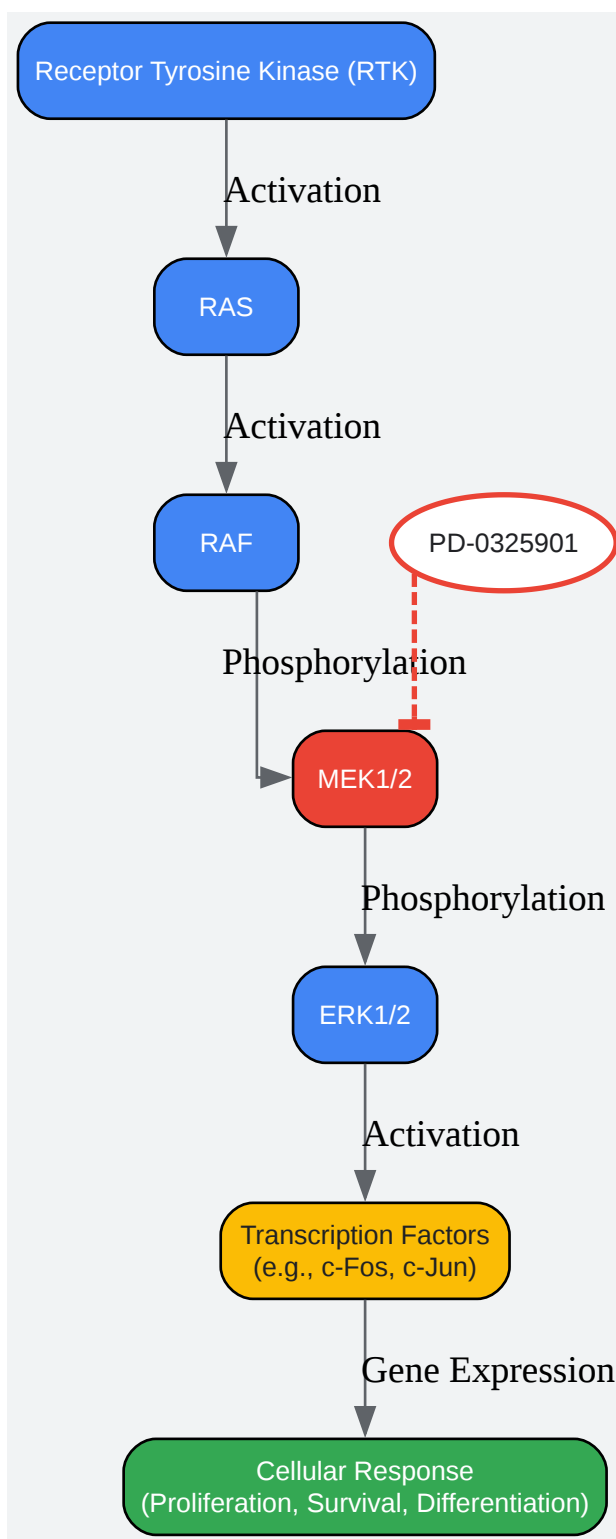 Receptor Tyrosine Kinase (RTK)
Activation
RAS
Activation
RAF
PD-0325901
Phosphorylation
MEK1/2
Phosphorylation
ERK1/2
Activation
Transcription Factors
(e.g., c-Fos, c-Jun)
Gene Expression
Cellular Response
(Proliferation, Survival, Differentiation)